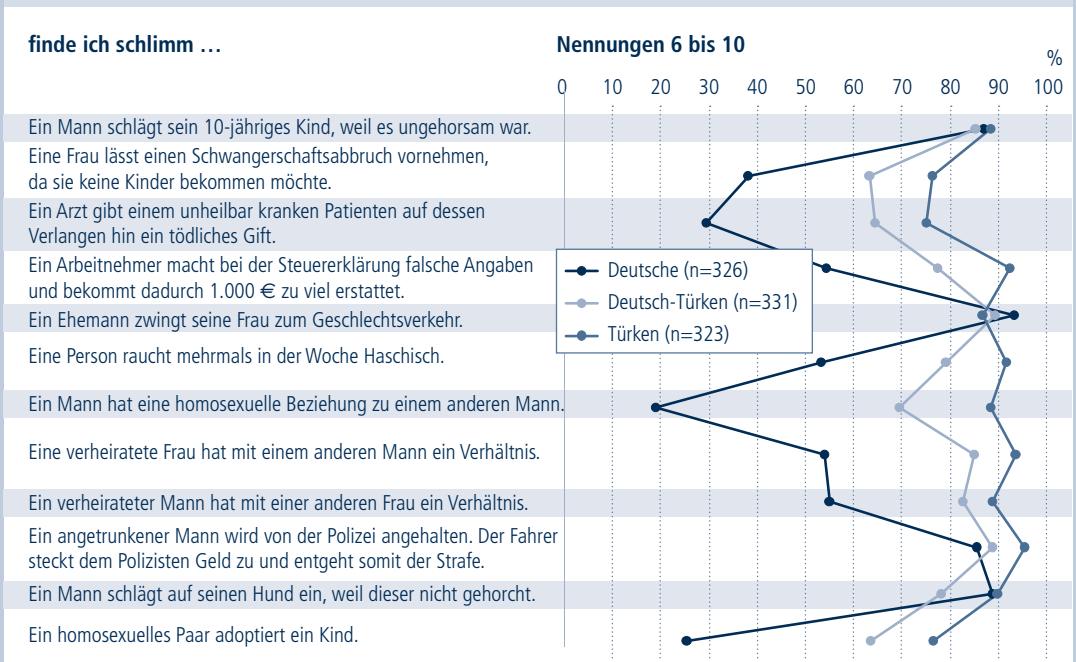 finde ich schlimm …
Nennungen 6 bis 10
%
0 10 20 30 40 50 60 70 80 90 100
Ein Mann schlägt sein 10-jähriges Kind, weil es ungehorsam war.
Eine Frau lässt einen Schwangerschaftsabbruch vornehmen,
da sie keine Kinder bekommen möchte.
Ein Arzt gibt einem unheilbar kranken Patienten auf dessen
Verlangen hin ein tödliches Gift.
Ein Arbeitnehmer macht bei der Steuererklärung falsche Angaben
und bekommt dadurch 1.000 € zu viel erstattet.
Ein Ehemann zwingt seine Frau zum Geschlechtsverkehr.
Eine Person raucht mehrmals in der Woche Haschisch.
Ein Mann hat eine homosexuelle Beziehung zu einem anderen Mann.
Eine verheiratete Frau hat mit einem anderen Mann ein Verhältnis.
Ein verheirateter Mann hat mit einer anderen Frau ein Verhältnis.
Ein angetrunkener Mann wird von der Polizei angehalten. Der Fahrer
steckt dem Polizisten Geld zu und entgeht somit der Strafe.
Ein Mann schlägt auf seinen Hund ein, weil dieser nicht gehorcht.
Ein homosexuelles Paar adoptiert ein Kind.
Deutsche (n=326)
Deutsch-Türken (n=331)
Türken (n=323)